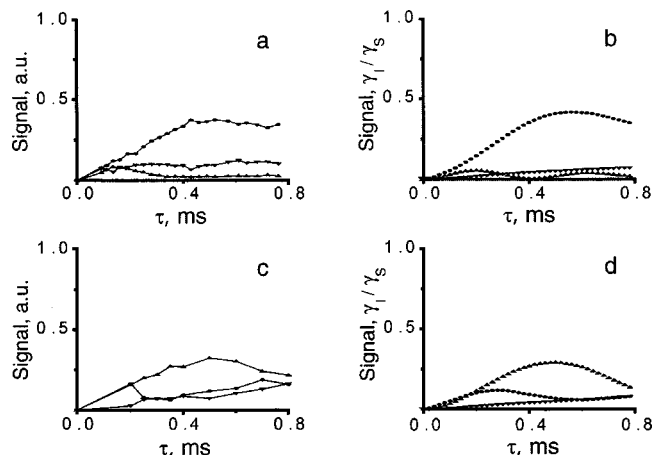 a
1.0
0.5
0.0 0.4 0.8
Signal, a.u.
τ, ms
b
1.0
0.5
0.0 0.4 0.8
Signal, γI / γS
τ, ms
c
1.0
0.5
0.0 0.4 0.8
Signal, a.u.
τ, ms
d
1.0
0.5
0.0 0.4 0.8
Signal, γI / γS
τ, ms